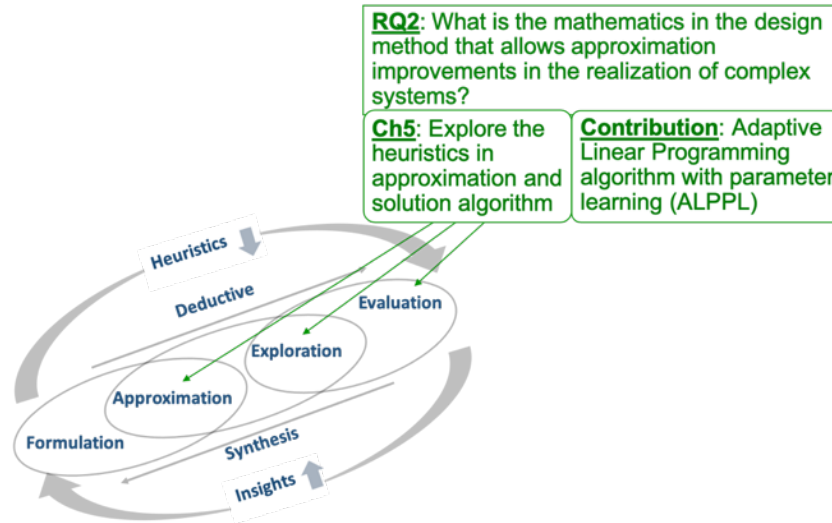 RQ2: What is the mathematics in the design
method that allows approximation
improvements in the realization of complex
systems?
Ch5: Explore the
heuristics in
approximation and
solution algorithm
Contribution: Adaptive
Linear Programming
algorithm with parameter
learning (ALPPL)
Heuristics
Deductive
Evaluation
Exploration
Approximation
Formulation
Synthesis
Insights